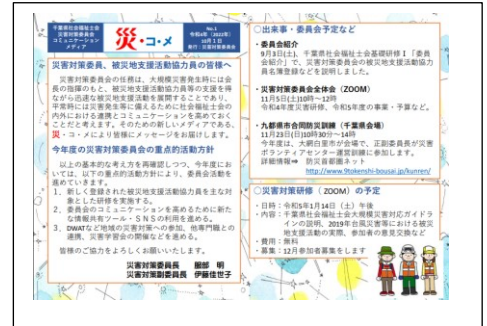 千葉県社会福祉士会
災害対策委員会
コミュニケーション
メディア
災・コ・メ
No.1
令和4年（2022年）
10月1日
発行：災害対策委員会
災害対策委員、被災地支援活動協力員の皆様へ
災害対策委員会の任務は、大規模災害発生時には会
長の指揮のもと、被災地支援活動協力員等の支援を得
ながら迅速な被災地支援活動を展開することであり、
平常時には災害発生等に備えるために社会福祉士会の
内外における連携とコミュニケーションを高めておく
ことだと考えます。そのための新しいメディアである、
災・コ・メにより皆様にメッセージをお届けします。
今年度の災害対策委員会の重点的活動方針
以上の基本的な考え方を再確認しつつ、今年度にお
いては、以下の重点的活動方針により、委員会活動を
進めていきます。
1．新しく登録された被災地支援活動協力員を主な対
象とした研修を実施する。
2．委員会のコミュニケーションを高めるために新た
な情報共有ツール・ＳＮＳの利用を進める。
3．DWATなど地域の災害対策への参加、他専門職との
連携、災害学習会の開催などを進める。
皆様のご協力をよろしくお願いいたします。
災害対策委員長　服部　明
災害対策副委員長　伊藤佳世子
〇出来事・委員会予定など
・委員会紹介
9月3日(土)、千葉県社会福祉士会基礎研修Ⅰ「委員
会紹介」で、災害対策委員会の被災地支援活動協力
員名簿登録などを説明しました。
・災害対策委員会全体会（ZOOM）
11月5日(土)10時～12時
令和4年度災害研修、令和5年度の事業・予算など。
・九都県市合同防災訓練（千葉県会場）
11月23日(日)10時30分～14時
今年度は、大網白里市が会場で、正副委員長が災害
ボランティアセンター運営訓練に参加します。
詳細情報⇒　防災首都圏ネット
http://www.9tokenshi-bousai.jp/kunren/
〇災害対策研修（ ZOOM）の予定
・日時：令和5年1月14日（土）午後
・内容：千葉県社会福祉士会大規模災害対応ガイドラ
インの説明、2019年台風災害等における被災
地支援活動の実際、参加者の意見交換など
・費用：無料
・募集：12月参加者募集をします